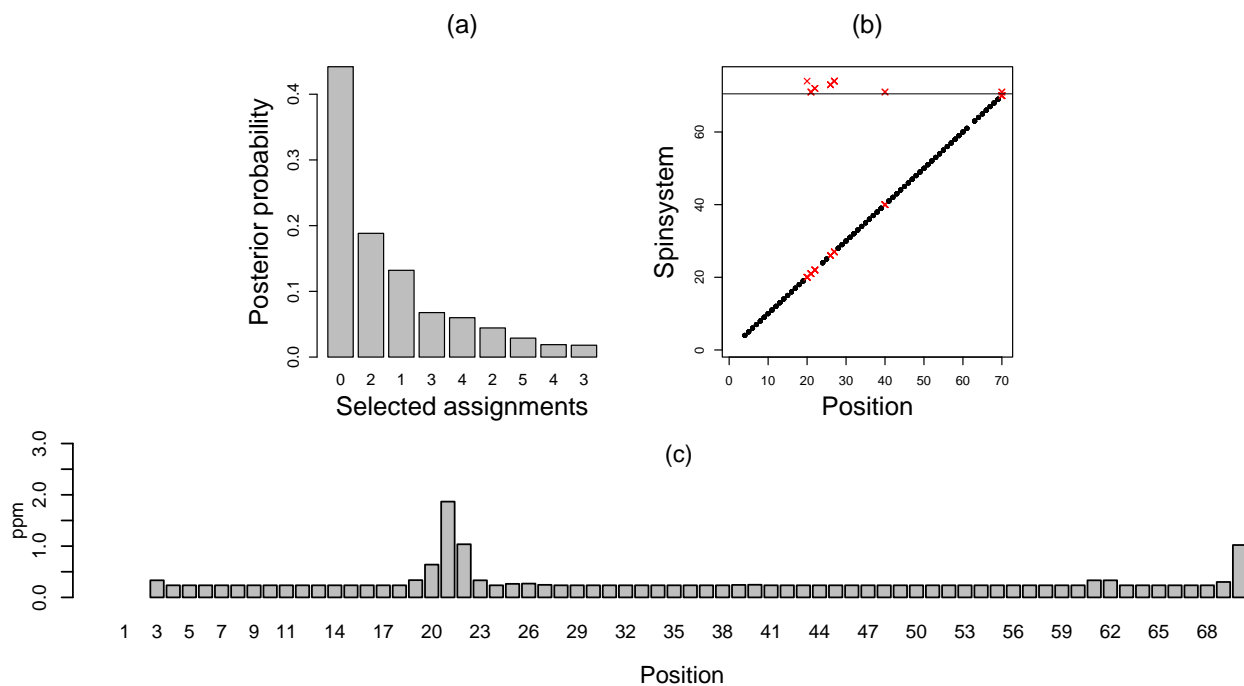 (a)
Posterior probability
0.4
0.3
0.2
0.1
0.0
0 2 1 3 4 2 5 4 3
Selected assignments
(b)
Spinsystem
60
40
20
0
0 10 20 30 40 50 60 70
Position
(c)
ppm
3.0
2.0
1.0
0.0
1 3 5 7 9 11 14 17 20 23 26 29 32 35 38 41 44 47 50 53 56 59 62 65 68
Position